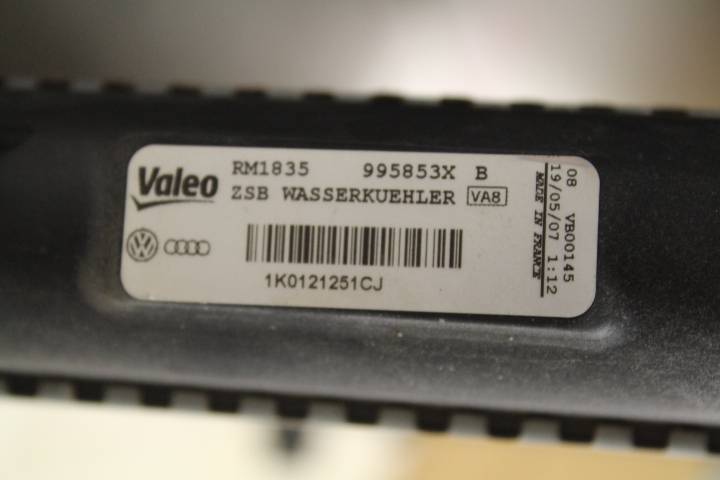 Valeo
RM1835 995853X B
ZSB WASSERKUEHLER VA8
1K0121251CJ
08 VB00145
19/05/07 1:12
MADE IN FRANCE